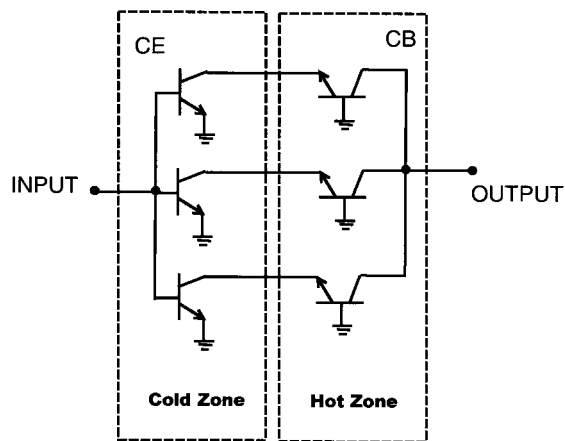 CE
CB
INPUT
OUTPUT
Cold Zone
Hot Zone